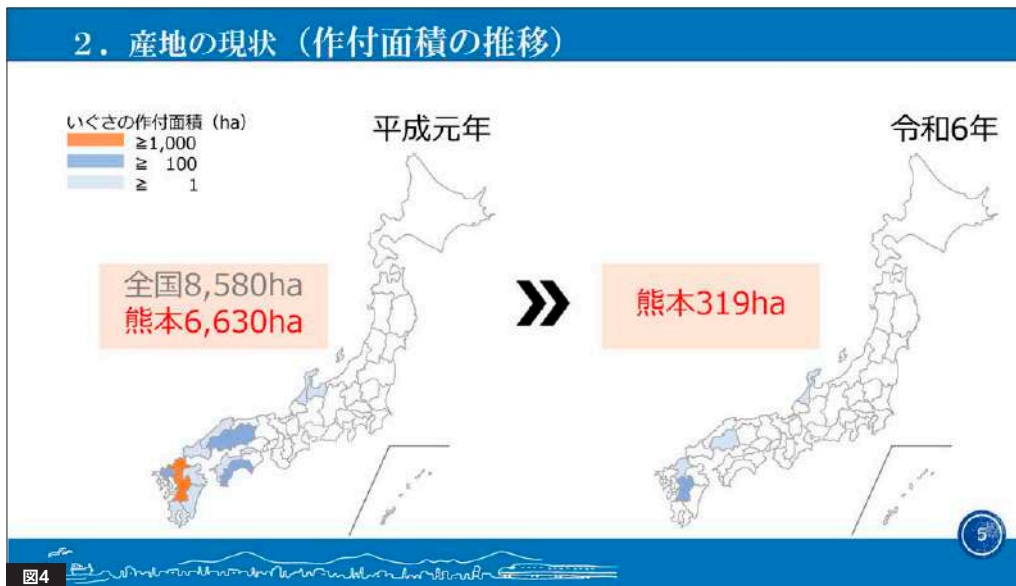 2．産地の現状（作付面積の推移）
いぐさの作付面積（ha）
≧1,000
≧ 100
≧ 1
平成元年
令和6年
全国8,580ha
熊本6,630ha
熊本319ha
5
図4